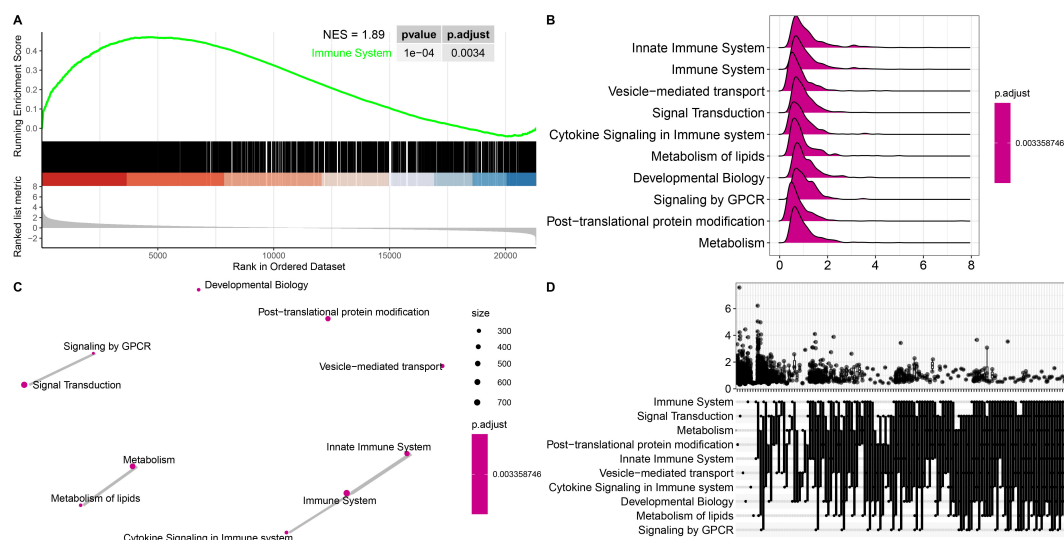 A
NES = 1.89
pvalue p.adjust
Immune System 1e−04 0.0034
Running Enrichment Score
0.4
0.3
0.2
0.1
0.0
Ranked list metric
8
6
4
2
0
−2
5000 10000 15000 20000
Rank in Ordered Dataset
B
Innate Immune System
Immune System
Vesicle−mediated transport
Signal Transduction
Cytokine Signaling in Immune system
Metabolism of lipids
Developmental Biology
Signaling by GPCR
Post−translational protein modification
Metabolism
0 2 4 6 8
p.adjust
0.003358746
C
Developmental Biology
Post−translational protein modification
Signaling by GPCR
Vesicle−mediated transport
Signal Transduction
Innate Immune System
Metabolism
Metabolism of lipids
Immune System
Cytokine Signaling in Immune system
size
300
400
500
600
700
p.adjust
0.003358746
D
6
4
2
0
Immune System
Signal Transduction
Metabolism
Post−translational protein modification
Innate Immune System
Vesicle−mediated transport
Cytokine Signaling in Immune system
Developmental Biology
Metabolism of lipids
Signaling by GPCR